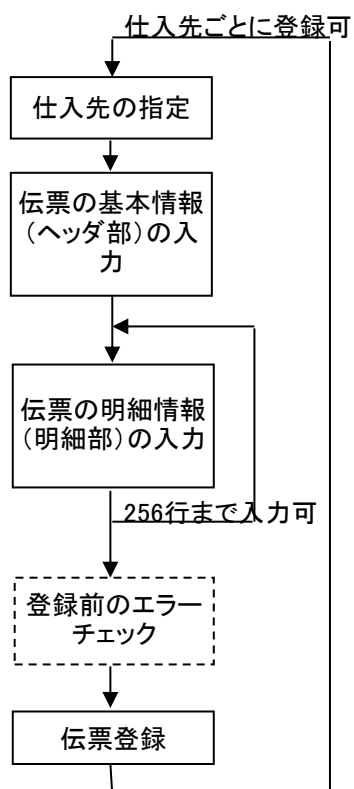 仕入先ごとに登録可
仕入先の指定
伝票の基本情報
(ヘッダ部)の入
力
伝票の明細情報
(明細部)の入力
256行まで入力可
登録前のエラー
チェック
伝票登録